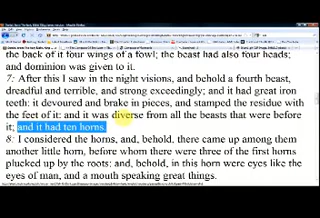 the back of it four wings of a fowl; the beast had also four heads;
and dominion was given to it.
7: After this I saw in the night visions, and behold a fourth beast,
dreadful and terrible, and strong exceedingly; and it had great iron
teeth: it devoured and brake in pieces, and stamped the residue with
the feet of it: and it was diverse from all the beasts that were before
it; and it had ten horns.
8: I considered the horns, and, behold, there came up among them
another little horn, before whom there were three of the first horns
plucked up by the roots: and, behold, in this horn were eyes like the
eyes of man, and a mouth speaking great things.